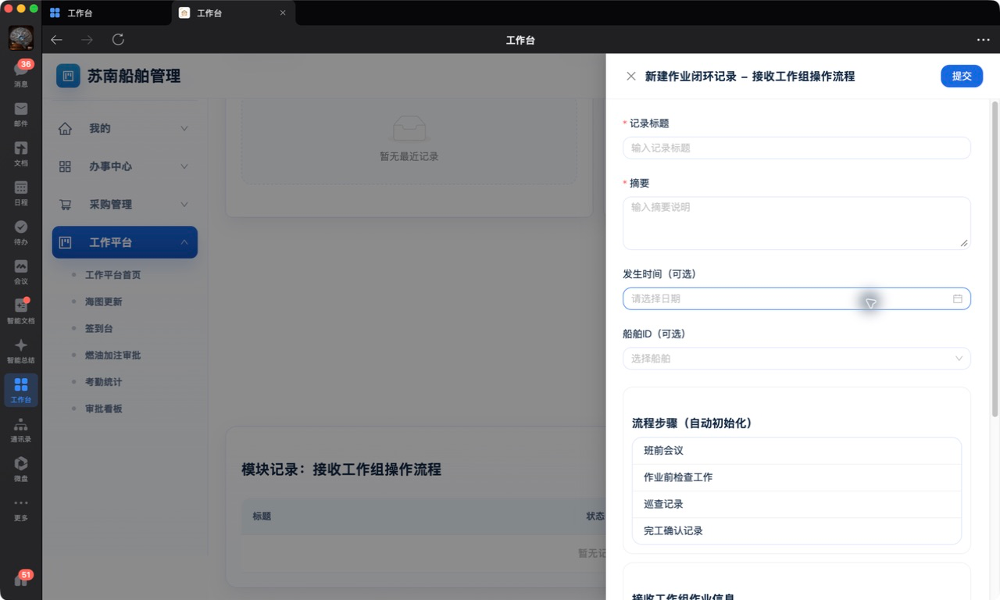 工作台
工作台
工作台
36
消息
邮件
文档
日程
待办
会议
智能文档
智能总结
工作台
通讯录
微盘
更多
51
苏南船舶管理
我的
办事中心
采购管理
工作平台
工作平台首页
海图更新
签到台
燃油加注审批
考勤统计
审批看板
暂无最近记录
模块记录：接收工作组操作流程
标题
状态
暂无记
新建作业闭环记录 – 接收工作组操作流程
提交
* 记录标题
输入记录标题
* 摘要
输入摘要说明
发生时间（可选）
请选择日期
船舶ID（可选）
选择船舶
流程步骤（自动初始化）
班前会议
作业前检查工作
巡查记录
完工确认记录
接收工作组作业信息